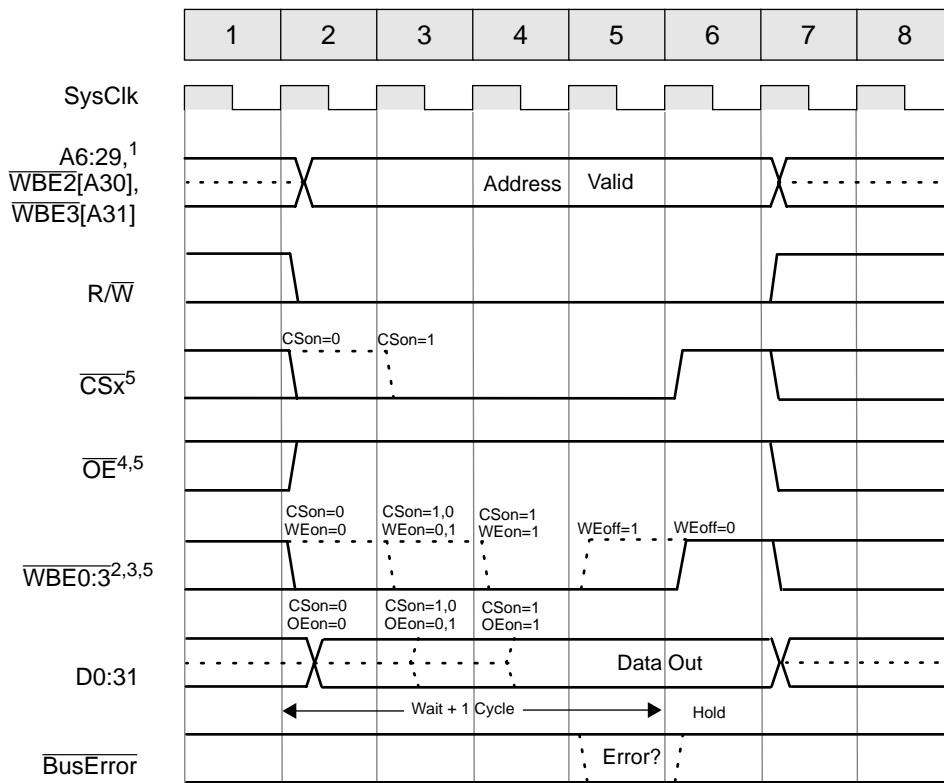 1 2 3 4 5 6 7 8
SysClk
A6:29,1
WBE2[A30],
WBE3[A31]
Address Valid
R/W
CSon=0 CSon=1
CSx5
OE4,5
CSon=0 CSon=1,0 CSon=1
WEon=0 WEon=0,1 WEon=1 WEoff=1 WEoff=0
WBE0:32,3,5
CSon=0 CSon=1,0 CSon=1
OEon=0 OEon=0,1 OEon=1
D0:31
Data Out
Wait + 1 Cycle Hold
BusError
Error?